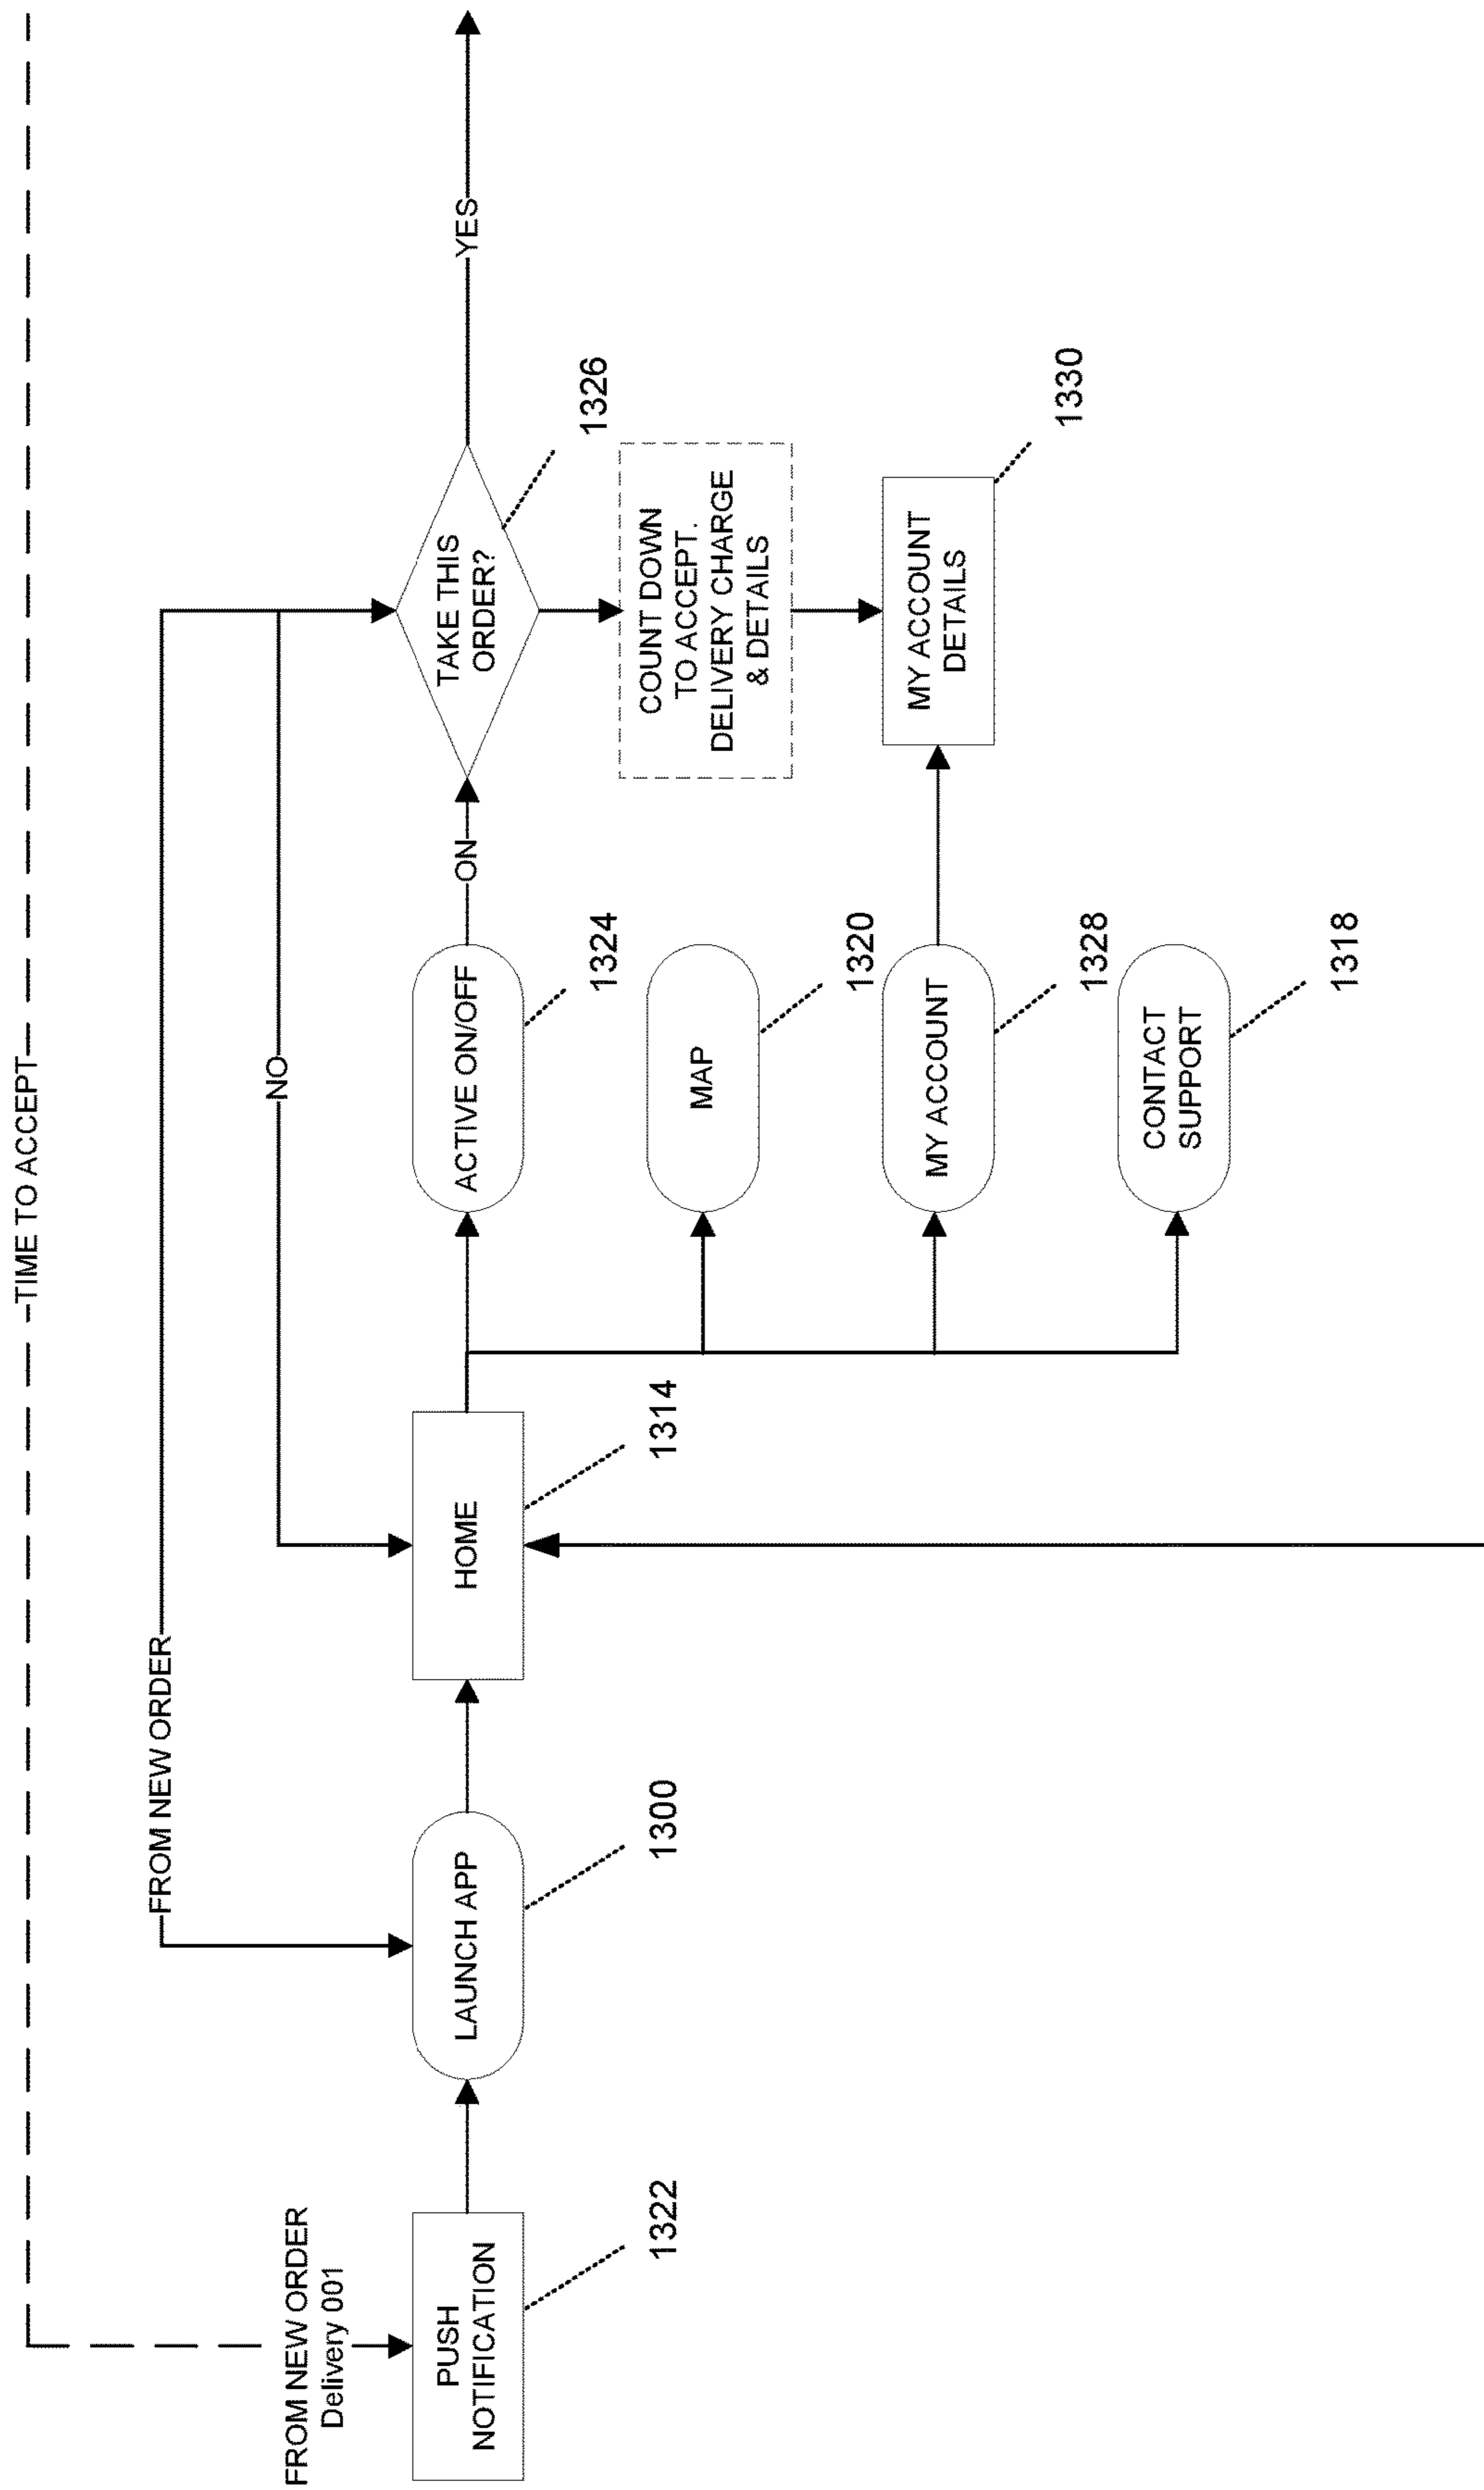 TIME TO ACCEPT
FROM NEW ORDER
NO
FROM NEW ORDER
Delivery 001
PUSH
NOTIFICATION
1322
LAUNCH APP
1300
HOME
1314
ACTIVE ON/OFF
1324
ON
TAKE THIS
ORDER?
1326
YES
COUNT DOWN
TO ACCEPT.
DELIVERY CHARGE
& DETAILS
MAP
1320
MY ACCOUNT
1328
MY ACCOUNT
DETAILS
1330
CONTACT
SUPPORT
1318